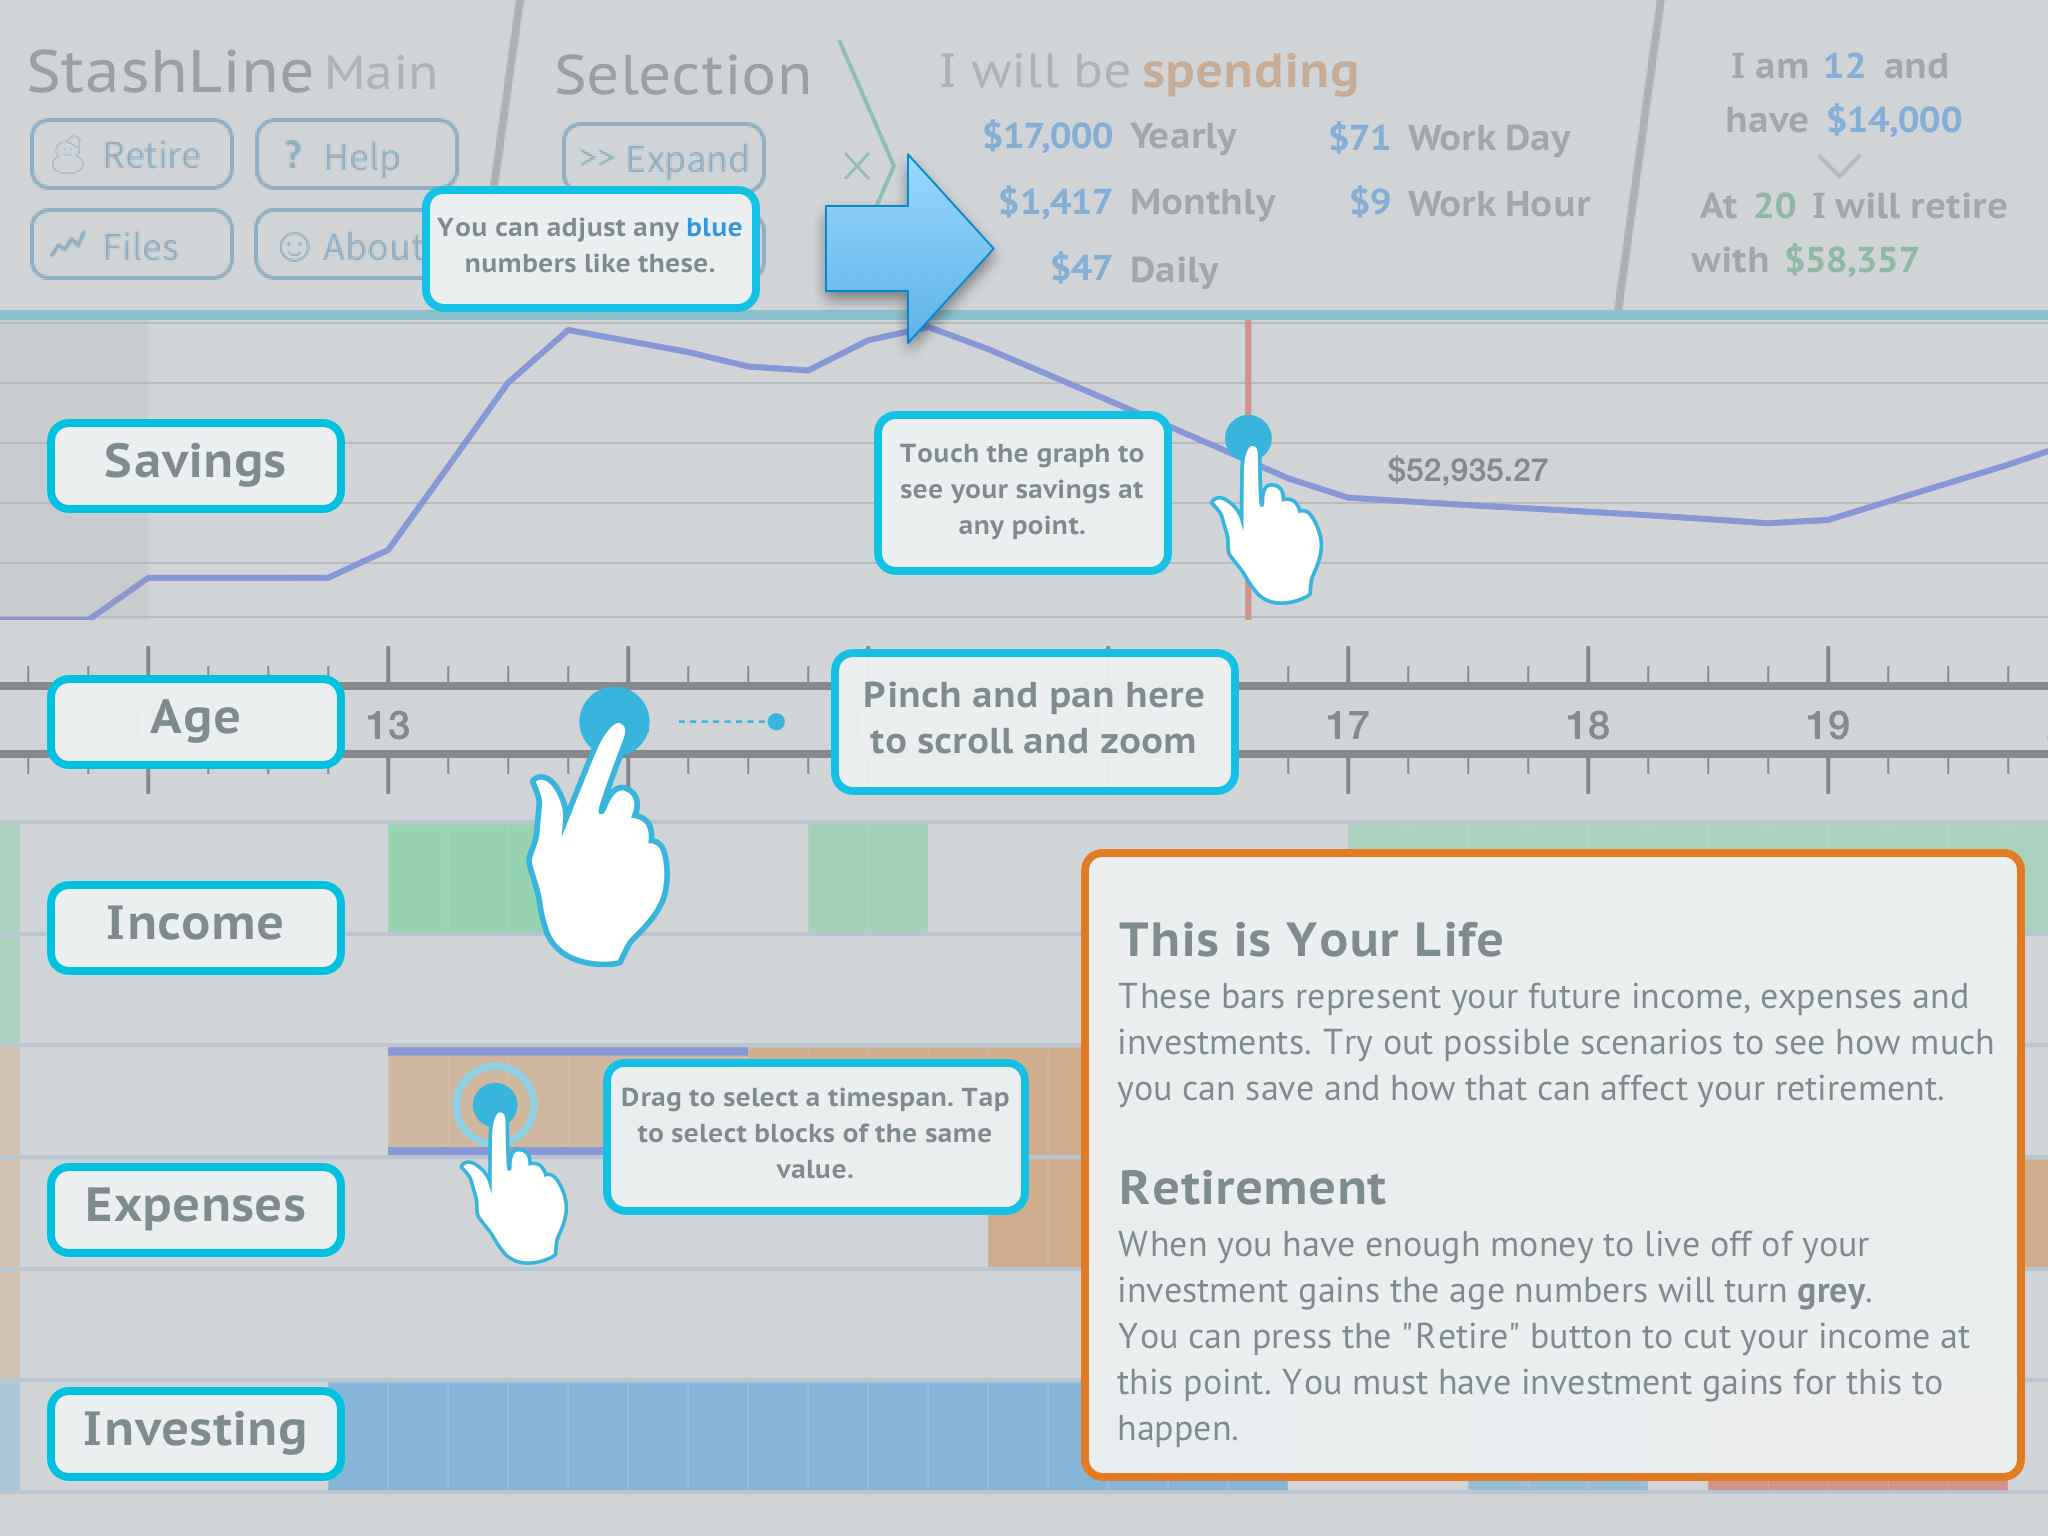 StashLine Main
Retire
? Help
Files
About
Selection
>> Expand
I will be spending
$17,000 Yearly
$71 Work Day
$1,417 Monthly
$9 Work Hour
$47 Daily
I am 12 and
have $14,000
At 20 I will retire
with $58,357
You can adjust any blue
numbers like these.
Savings
Touch the graph to
see your savings at
any point.
$52,935.27
Age
13
Pinch and pan here
to scroll and zoom
17
18
19
Income
Drag to select a timespan. Tap
to select blocks of the same
value.
Expenses
Investing
This is Your Life
These bars represent your future income, expenses and
investments. Try out possible scenarios to see how much
you can save and how that can affect your retirement.
Retirement
When you have enough money to live off of your
investment gains the age numbers will turn grey.
You can press the "Retire" button to cut your income at
this point. You must have investment gains for this to
happen.